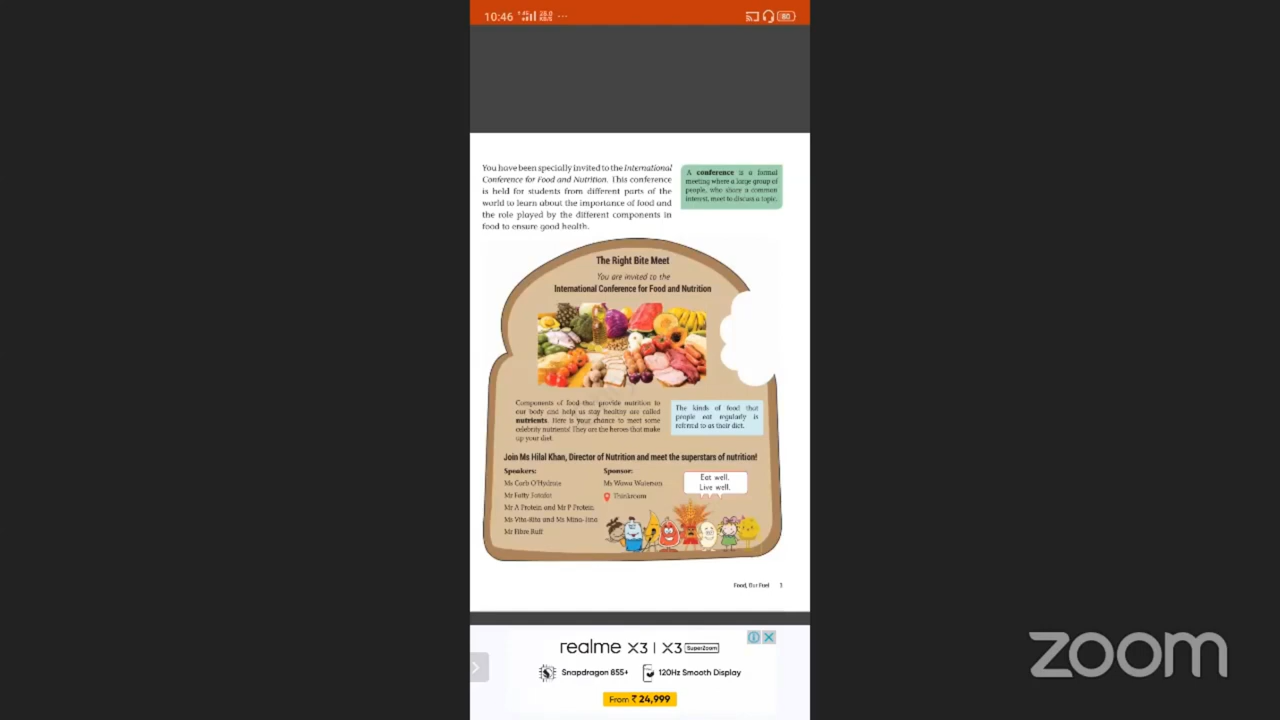 10:46
You have been specially invited to the International
Conference for Food and Nutrition. This conference
is held for students from different parts of the
world to learn about the importance of food and
the role played by the different components in
food to ensure good health.
A conference is a formal
meeting where a large group of
people, who share a common
interest, meet to discuss a topic.
The Right Bite Meet
You are invited to the
International Conference for Food and Nutrition
Components of food that provide nutrition to
our body and help us stay healthy are called
nutrients. Here is your chance to meet some
celebrity nutrients! They are the heroes that make
up your diet.
The kinds of food that
people eat regularly is
referred to as their diet.
Join Ms Hilal Khan, Director of Nutrition and meet the superstars of nutrition!
Speakers:
Ms Carb O'Hydrate
Mr Fatty
Mr A Protein and Mr P Protein
Ms Vita-Rita and Ms Mina-Tina
Mr Fibre Ruff
Sponsor:
Ms Wawa Waterson
Thinkroom
Eat well.
Live well.
Food, Our Fuel 3
realme X3 | X3 SuperZoom
Snapdragon 855+
120Hz Smooth Display
From ₹ 24,999
zoom